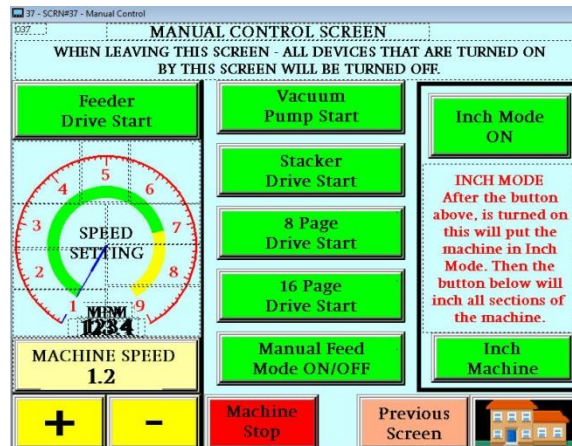 37 - SCRN#37 - Manual Control
037
MANUAL CONTROL SCREEN
WHEN LEAVING THIS SCREEN - ALL DEVICES THAT ARE TURNED ON
BY THIS SCREEN WILL BE TURNED OFF.
Feeder
Drive Start
1
2
3
4
5
6
7
8
9
SPEED
SETTING
1234
MACHINE SPEED
1.2
+
-
Vacuum
Pump Start
Stacker
Drive Start
8 Page
Drive Start
16 Page
Drive Start
Manual Feed
Mode ON/OFF
Machine
Stop
Inch Mode
ON
INCH MODE
After the button
above, is turned on
this will put the
machine in Inch
Mode. Then the
button below will
inch all sections of
the machine.
Inch
Machine
Previous
Screen